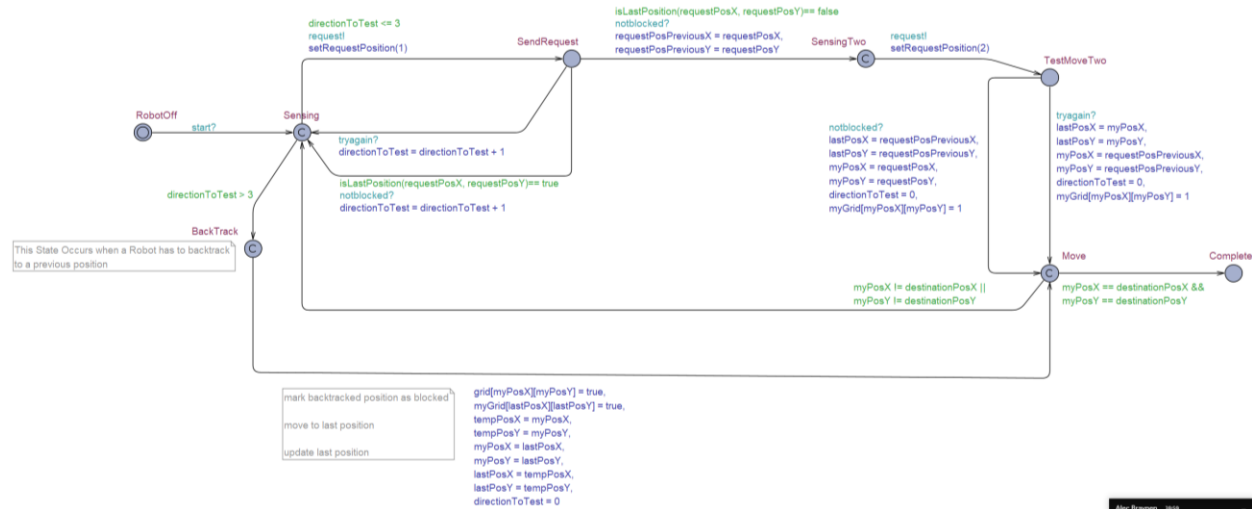 directionToTest <= 3
request!
setRequestPosition(1)
SendRequest
isLastPosition(requestPosX, requestPosY)== false
notblocked?
requestPosPreviousX = requestPosX,
requestPosPreviousY = requestPosY
SensingTwo
request!
setRequestPosition(2)
TestMoveTwo
RobotOff
start?
Sensing
C
C
tryagain?
directionToTest = directionToTest + 1
isLastPosition(requestPosX, requestPosY)== true
notblocked?
directionToTest = directionToTest + 1
notblocked?
lastPosX = requestPosPreviousX,
lastPosY = requestPosPreviousY,
myPosX = requestPosX,
myPosY = requestPosY,
directionToTest = 0,
myGrid[myPosX][myPosY] = 1
tryagain?
lastPosX = myPosX,
lastPosY = myPosY,
myPosX = requestPosPreviousX,
myPosY = requestPosPreviousY,
directionToTest = 0,
myGrid[myPosX][myPosY] = 1
directionToTest > 3
BackTrack
C
This State Occurs when a Robot has to backtrack
to a previous position
Move
C
Complete
myPosX != destinationPosX ||
myPosY != destinationPosY
myPosX == destinationPosX &&
myPosY == destinationPosY
mark backtracked position as blocked
move to last position
update last position
grid[myPosX][myPosY] = true,
myGrid[lastPosX][lastPosY] = true,
tempPosX = myPosX,
tempPosY = myPosY,
myPosX = lastPosX,
myPosY = lastPosY,
lastPosX = tempPosX,
lastPosY = tempPosY,
directionToTest = 0